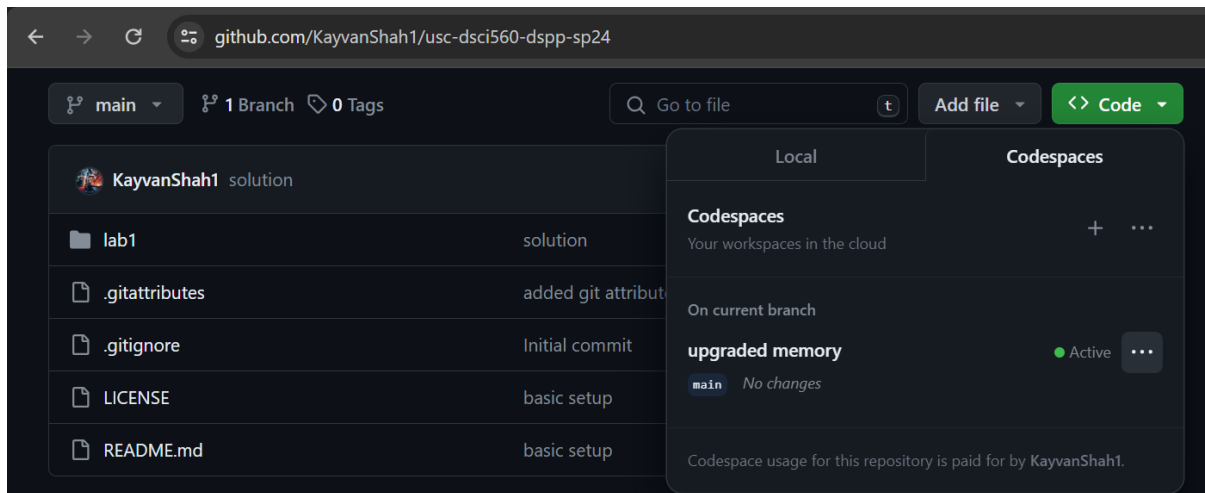 github.com/KayvanShah1/usc-dsci560-dspp-sp24
main 1 Branch 0 Tags Go to file t Add file <> Code
Local Codespaces
KayvanShah1 solution
Codespaces
Your workspaces in the cloud
lab1 solution
.gitattributes added git attribut
On current branch
.gitignore Initial commit
upgraded memory Active
main No changes
LICENSE basic setup
README.md basic setup
Codespace usage for this repository is paid for by KayvanShah1.